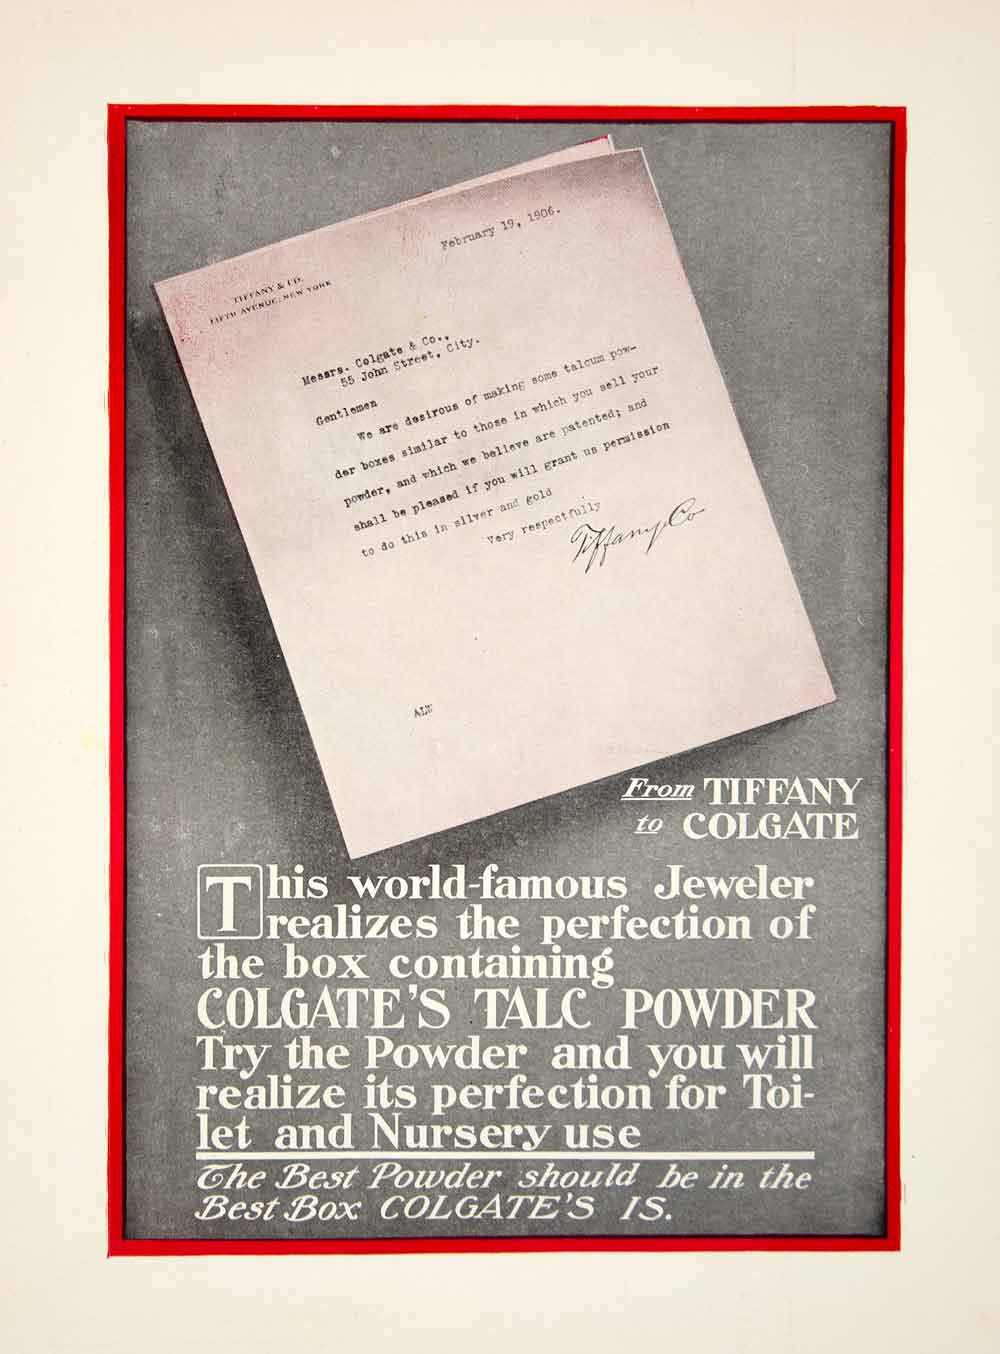 February 19, 1906.
TIFFANY & CO.
FIFTH AVENUE, NEW YORK
Messrs. Colgate & Co.,
55 John Street, City.
Gentlemen
We are desirous of making some talcum pow-
der boxes similar to those in which you sell your
powder, and which we believe are patented; and
shall be pleased if you will grant us permission
to do this in silver and gold
Very respectfully
Tiffany & Co
From TIFFANY
to COLGATE
This world-famous Jeweler
realizes the perfection of
the box containing
COLGATE'S TALC POWDER
Try the Powder and you will
realize its perfection for Toi-
let and Nursery use
The Best Powder should be in the
Best Box COLGATE'S IS.